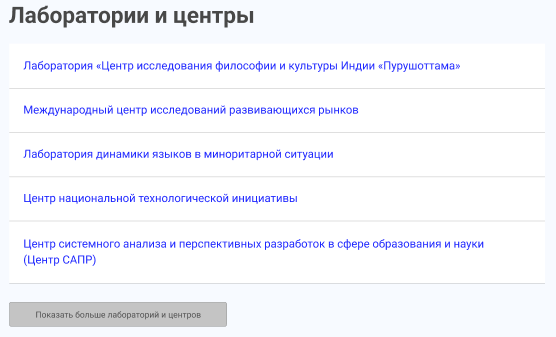 Лаборатории и центры
Лаборатория «Центр исследования философии и культуры Индии «Пурушоттама»
Международный центр исследований развивающихся рынков
Лаборатория динамики языков в миноритарной ситуации
Центр национальной технологической инициативы
Центр системного анализа и перспективных разработок в сфере образования и науки
(Центр САПР)
Показать больше лабораторий и центров